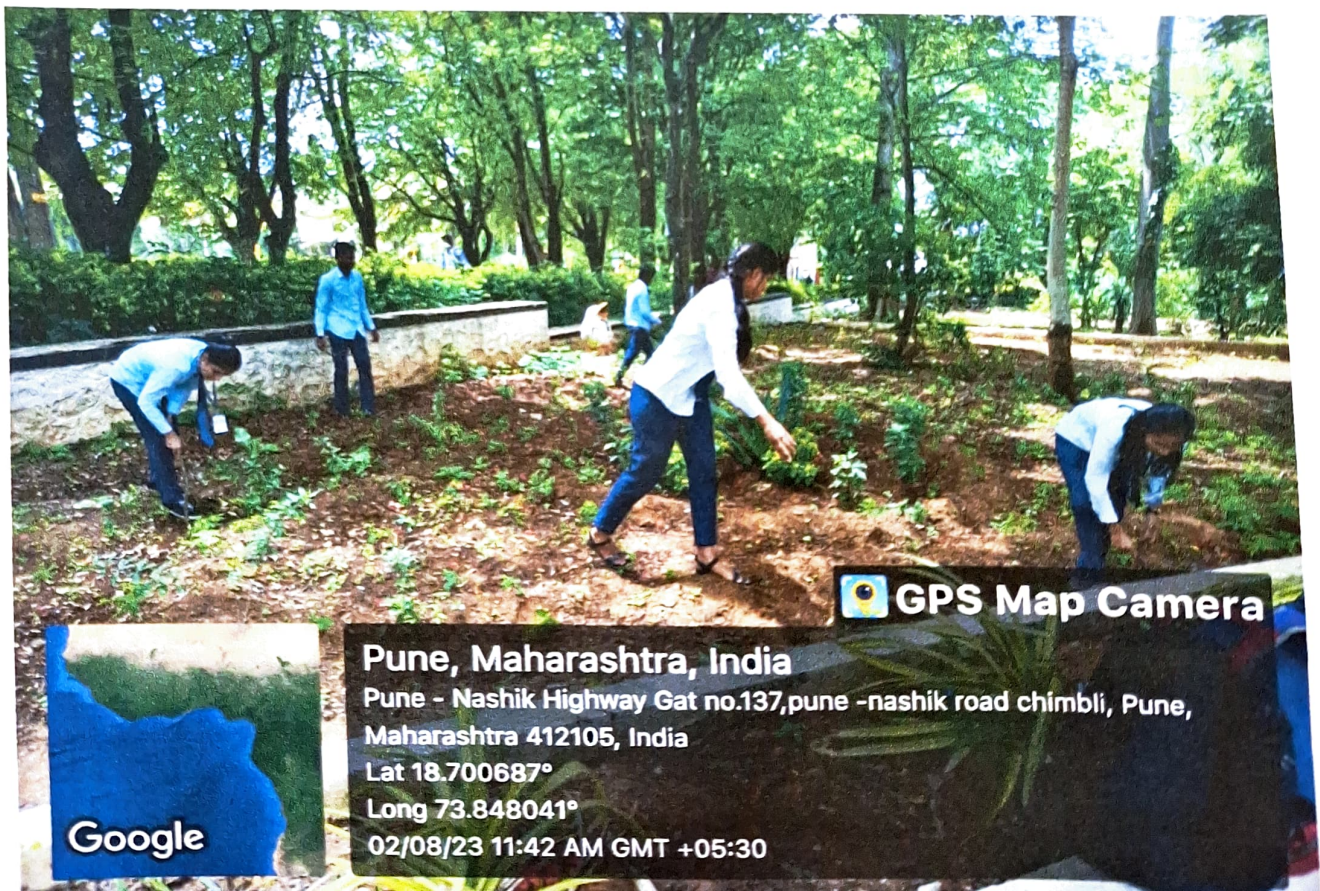 GPS Map Camera
Pune, Maharashtra, India
Pune - Nashik Highway Gat no.137,pune -nashik road chimbli, Pune,
Maharashtra 412105, India
Lat 18.700687°
Long 73.848041°
02/08/23 11:42 AM GMT +05:30
Google